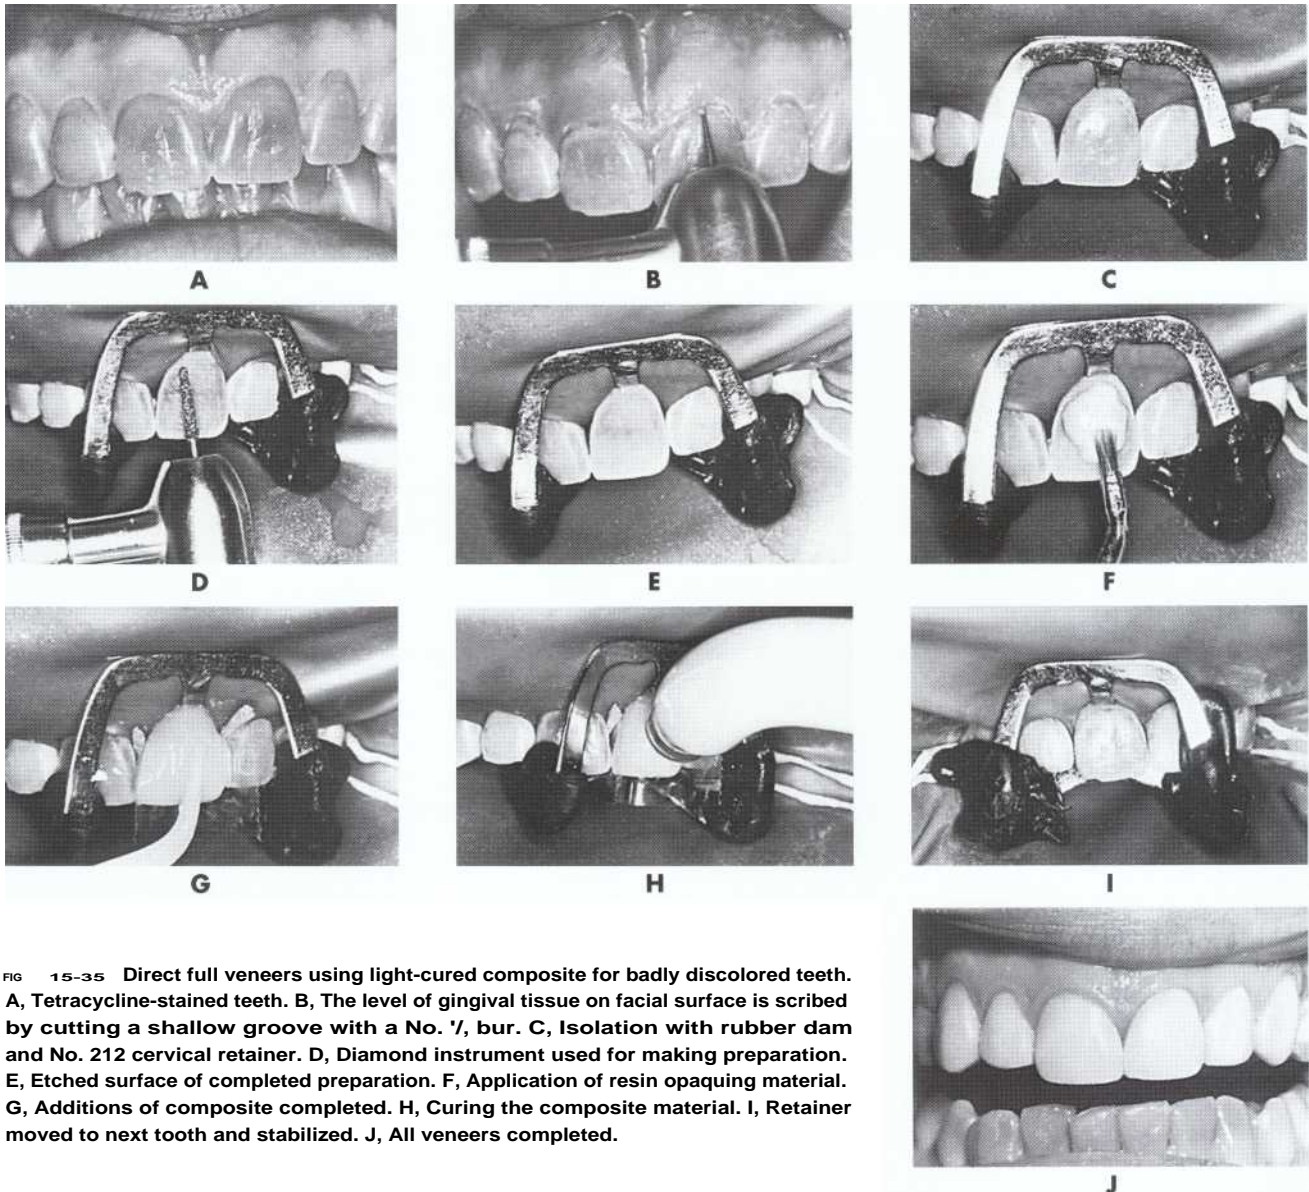 A
B
C
D
E
F
G
H
I
J
FIG 15-35 Direct full veneers using light-cured composite for badly discolored teeth.
A, Tetracycline-stained teeth. B, The level of gingival tissue on facial surface is scribed
by cutting a shallow groove with a No. '/, bur. C, Isolation with rubber dam
and No. 212 cervical retainer. D, Diamond instrument used for making preparation.
E, Etched surface of completed preparation. F, Application of resin opaquing material.
G, Additions of composite completed. H, Curing the composite material. I, Retainer
moved to next tooth and stabilized. J, All veneers completed.